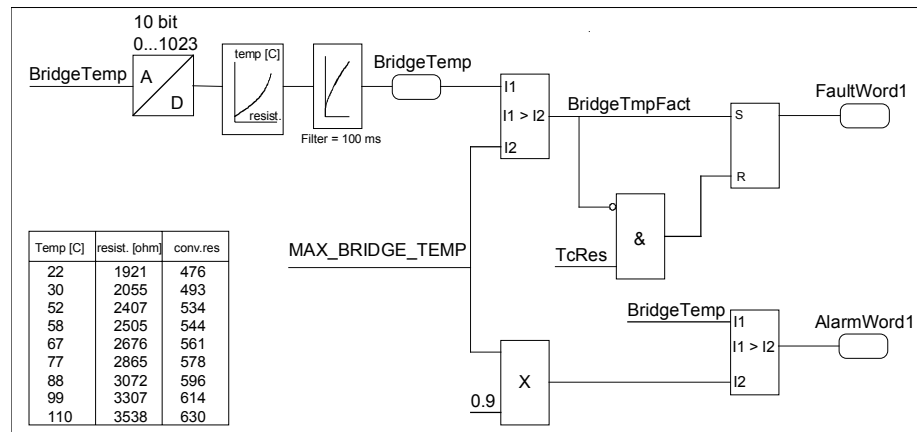 10 bit
0...1023
BridgeTemp
A
D
temp [C]
resist.
Filter = 100 ms
BridgeTemp
I1
I1 > I2
I2
BridgeTmpFact
S
R
FaultWord1
&
TcRes
MAX_BRIDGE_TEMP
Temp [C] resist. [ohm] conv.res
22 1921 476
30 2055 493
52 2407 534
58 2505 544
67 2676 561
77 2865 578
88 3072 596
99 3307 614
110 3538 630
X
0.9
BridgeTemp
I1
I1 > I2
I2
AlarmWord1